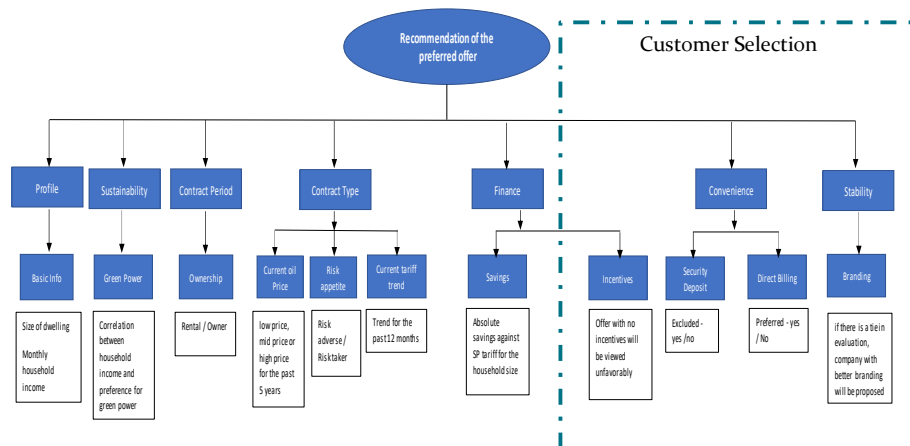 Recommendation of the
preferred offer
Customer Selection
Profile
Sustainability
Contract Period
Contract Type
Finance
Convenience
Stability
Basic Info
Green Power
Ownership
Current oil
Price
Risk
appetite
Current tariff
trend
Savings
Incentives
Security
Deposit
Direct Billing
Branding
Size of dwelling
Monthly
household
income
Correlation
between
household
income and
preference for
green power
Rental / Owner
low price,
mid price or
high price
for the past
5 years
Risk
adverse /
Risk taker
Trend for the
past 12 months
Absolute
savings against
SP tariff for the
household size
Offer with no
incentives will
be viewed
unfavorably
Excluded -
yes /no
Preferred - yes
/ No
if there is a tie in
evaluation,
company with
better branding
will be proposed